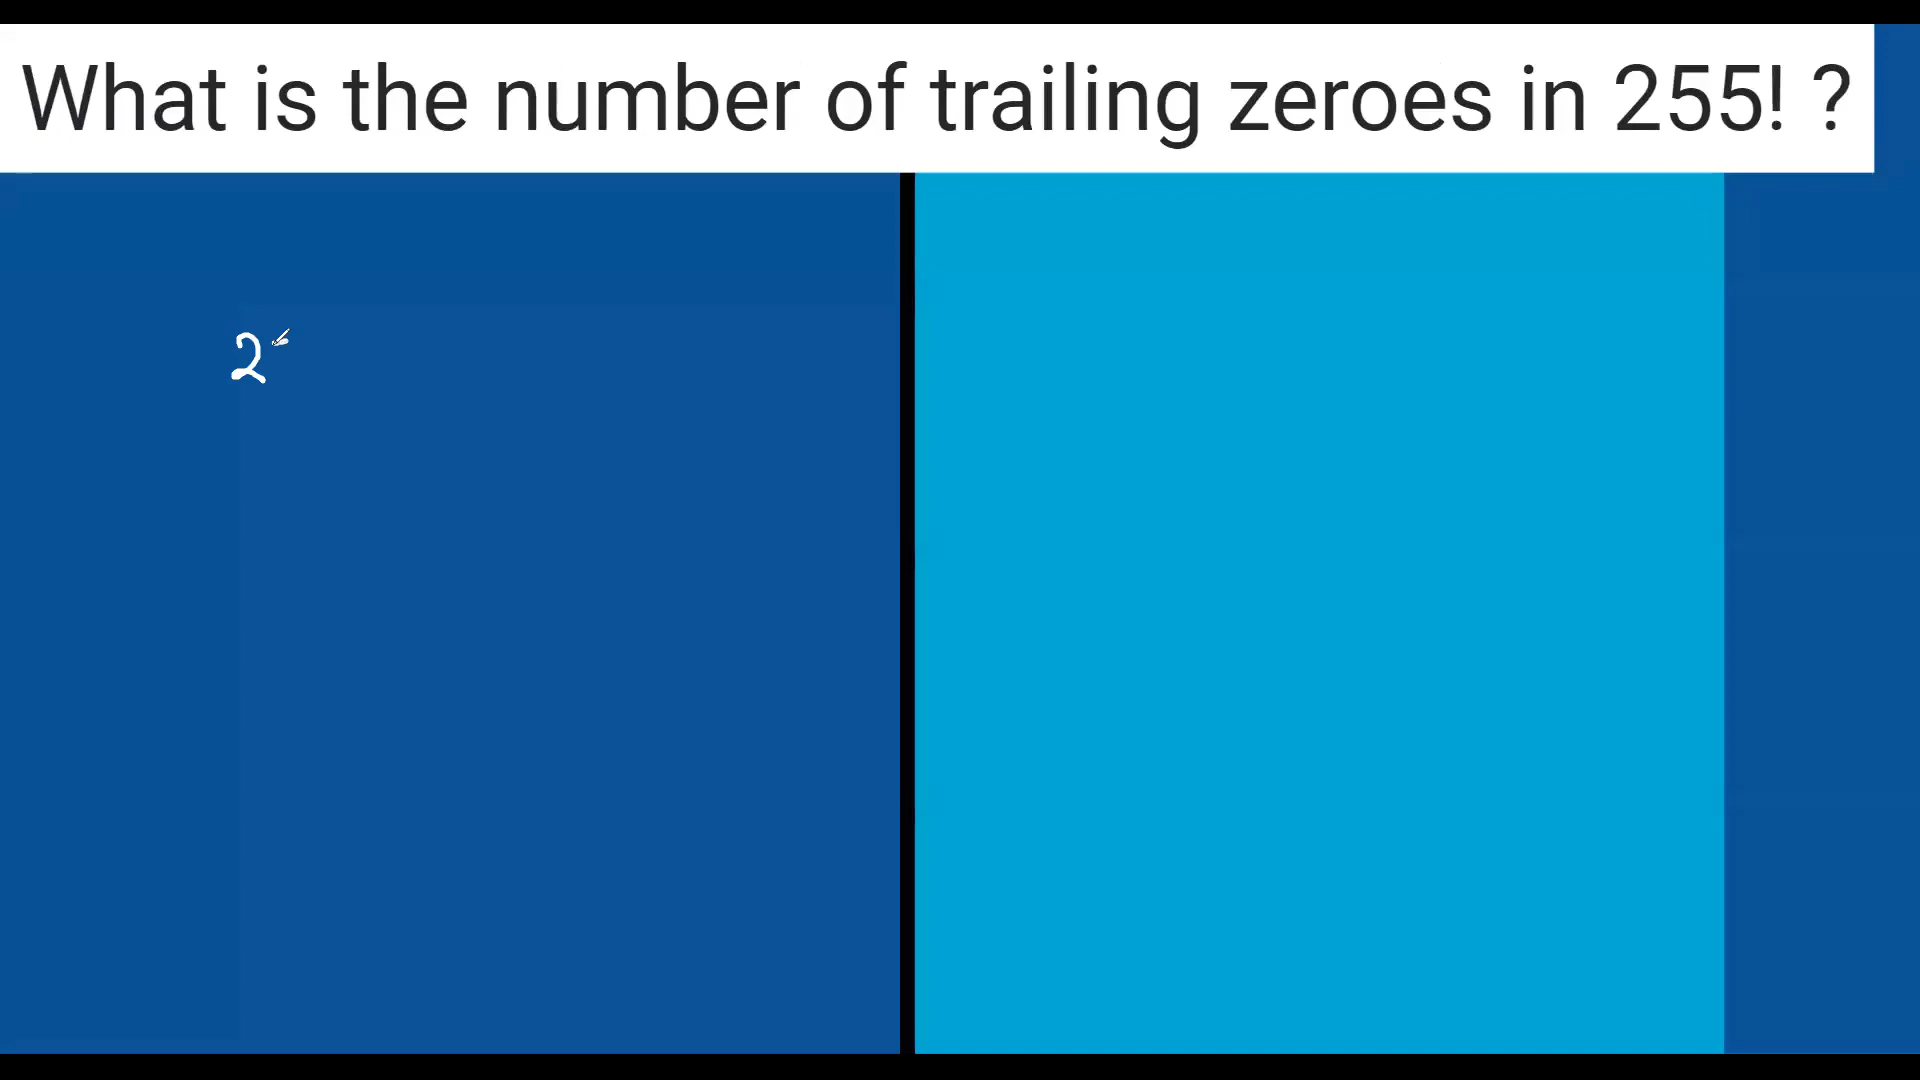 What is the number of trailing zeroes in 255! ?
2